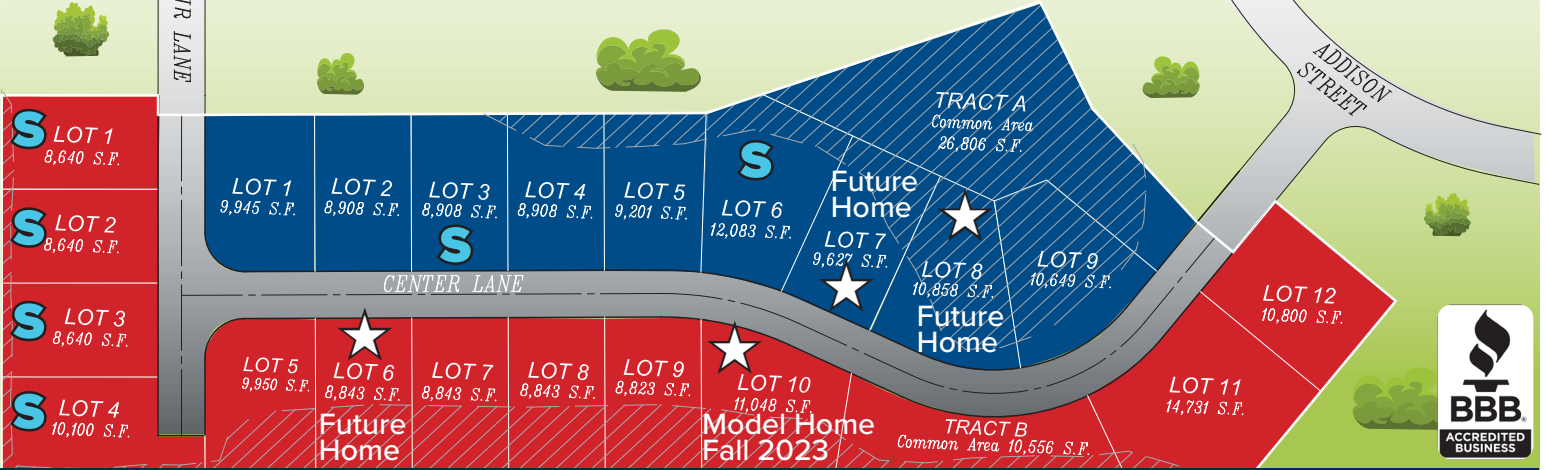 LANE
ADDISON
STREET
S
LOT 1
8,640 S.F.
S
LOT 2
8,640 S.F.
S
LOT 3
8,640 S.F.
S
LOT 4
10,100 S.F.
LOT 1
9,945 S.F.
LOT 2
8,908 S.F.
LOT 3
8,908 S.F.
S
LOT 4
8,908 S.F.
LOT 5
9,201 S.F.
S
LOT 6
12,083 S.F.
Future
Home
LOT 7
9,627 S.F.
TRACT A
Common Area
26,806 S.F.
LOT 8
10,858 S.F.
Future
Home
LOT 9
10,649 S.F.
CENTER LANE
LOT 5
9,950 S.F.
LOT 6
8,843 S.F.
Future
Home
LOT 7
8,843 S.F.
LOT 8
8,843 S.F.
LOT 9
8,823 S.F.
LOT 10
11,048 S.F.
Model Home
Fall 2023
TRACT B
Common Area 10,556 S.F.
LOT 11
14,731 S.F.
LOT 12
10,800 S.F.
BBB®
ACCREDITED
BUSINESS